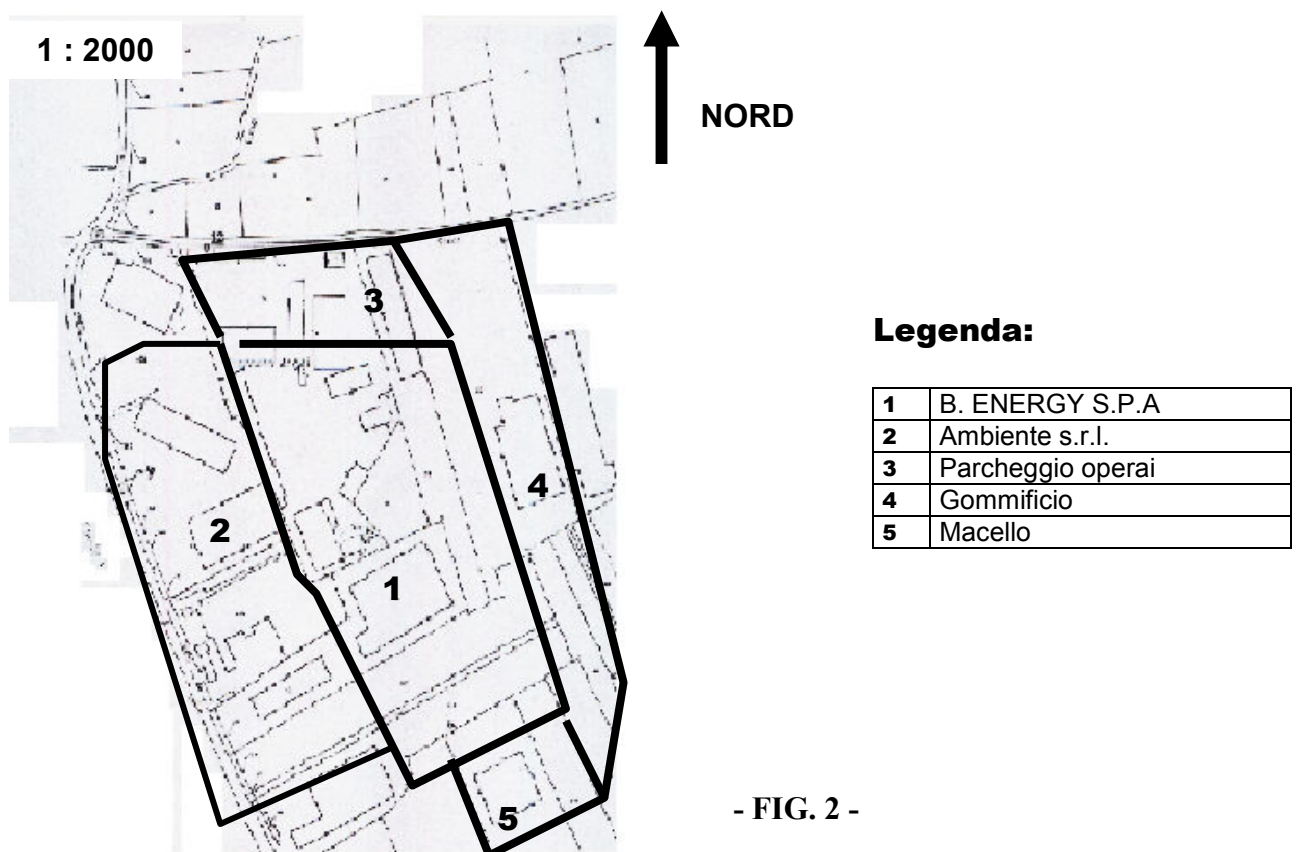 1 : 2000
NORD
3
4
2
1
5
Legenda:
1 B. ENERGY S.P.A
2 Ambiente s.r.l.
3 Parcheggio operai
4 Gommificio
5 Macello
- FIG. 2 -